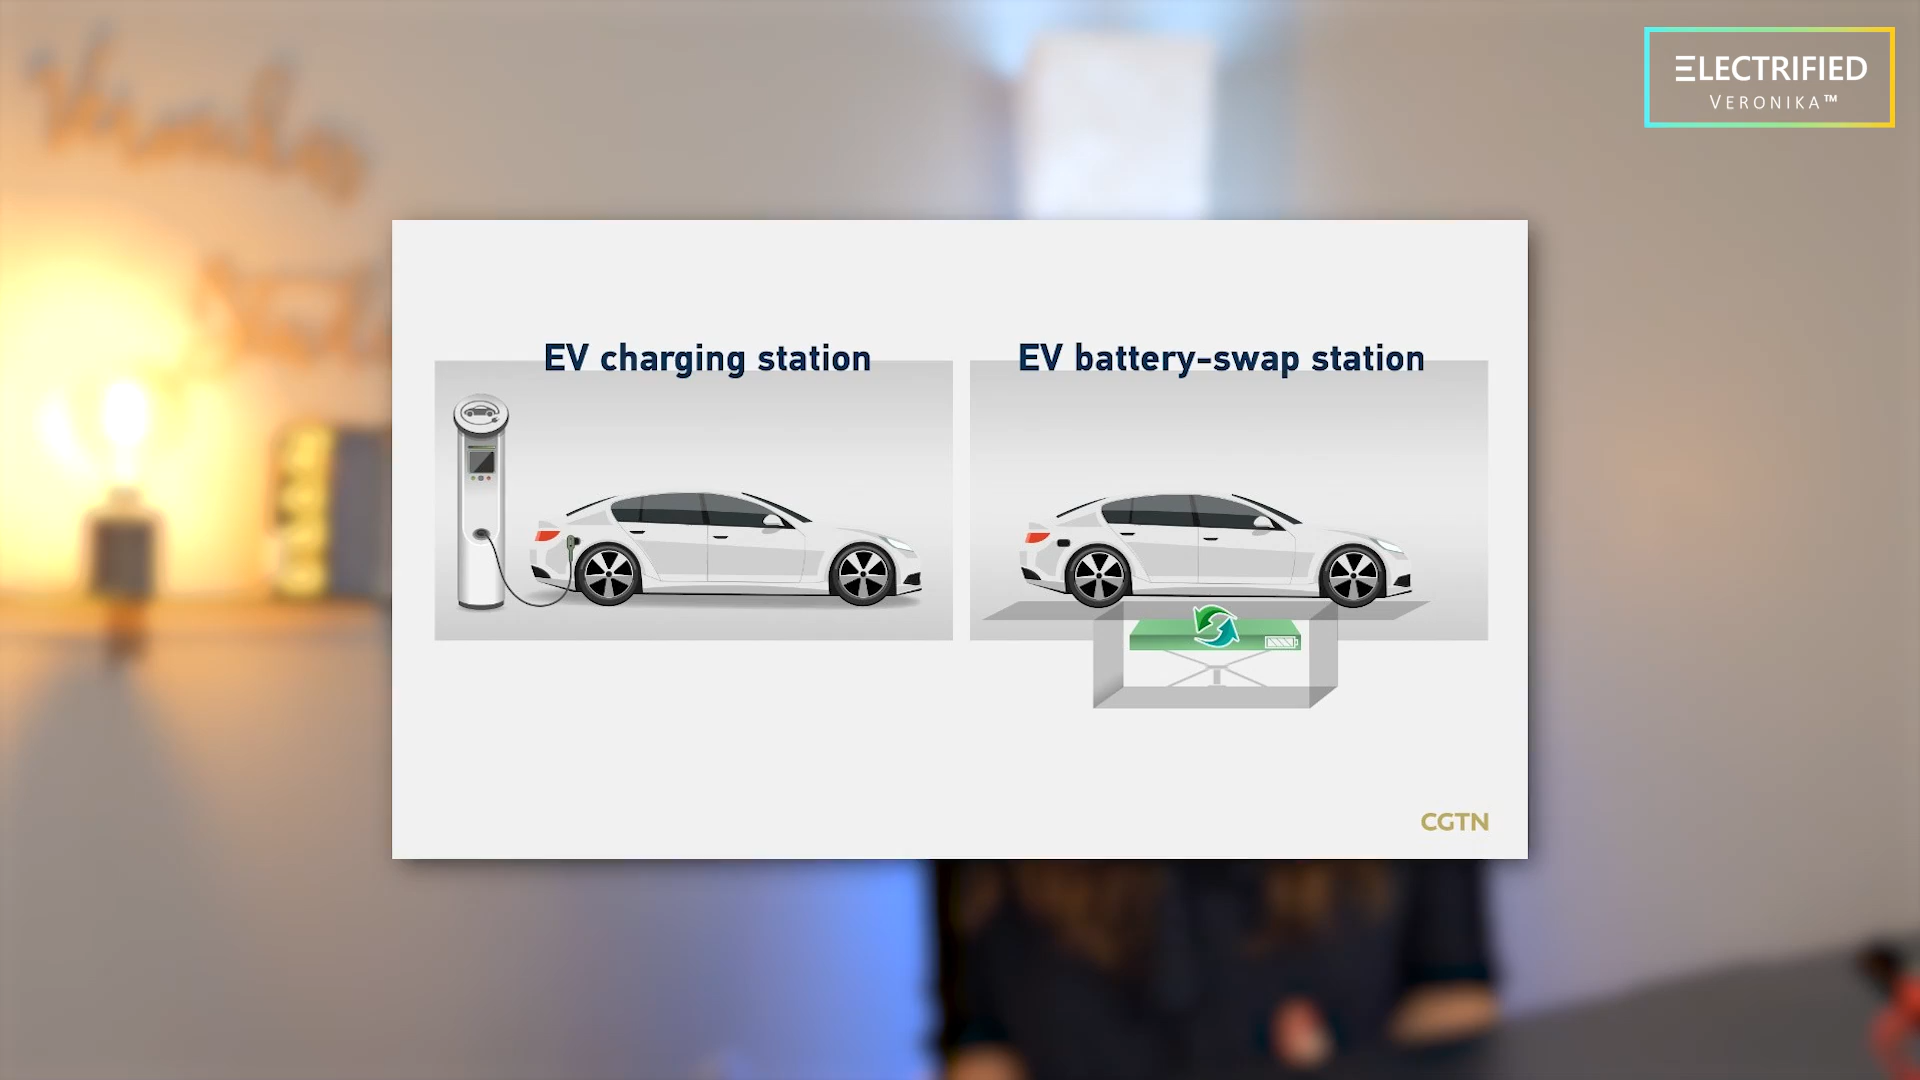 ELECTRIFIED
VERONIKA™
EV charging station
EV battery-swap station
CGTN